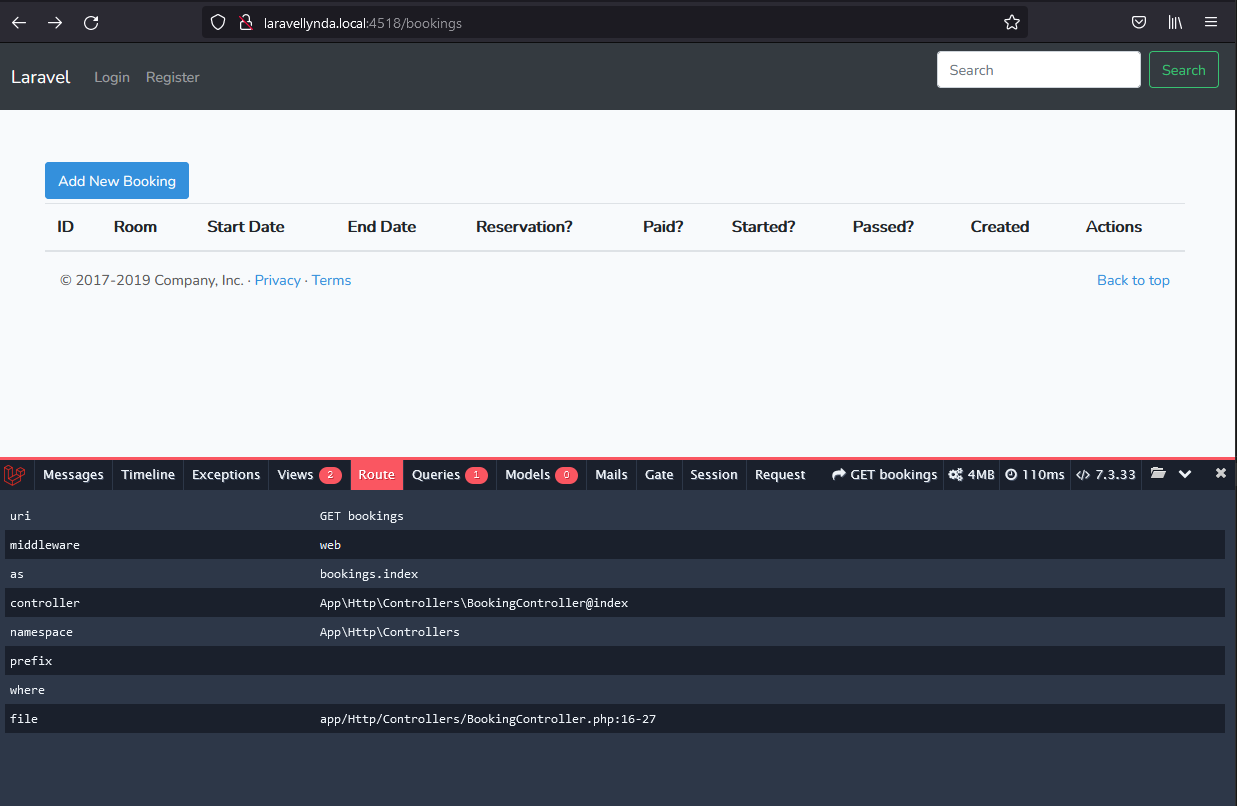 laravellynda.local:4518/bookings
Laravel Login Register Search Search
Add New Booking
ID Room Start Date End Date Reservation? Paid? Started? Passed? Created Actions
© 2017-2019 Company, Inc. · Privacy · Terms Back to top
Messages Timeline Exceptions Views 2 Route Queries 1 Models 0 Mails Gate Session Request GET bookings 4MB 110ms </> 7.3.33
uri GET bookings
middleware web
as bookings.index
controller App\Http\Controllers\BookingController@index
namespace App\Http\Controllers
prefix
where
file app/Http/Controllers/BookingController.php:16-27